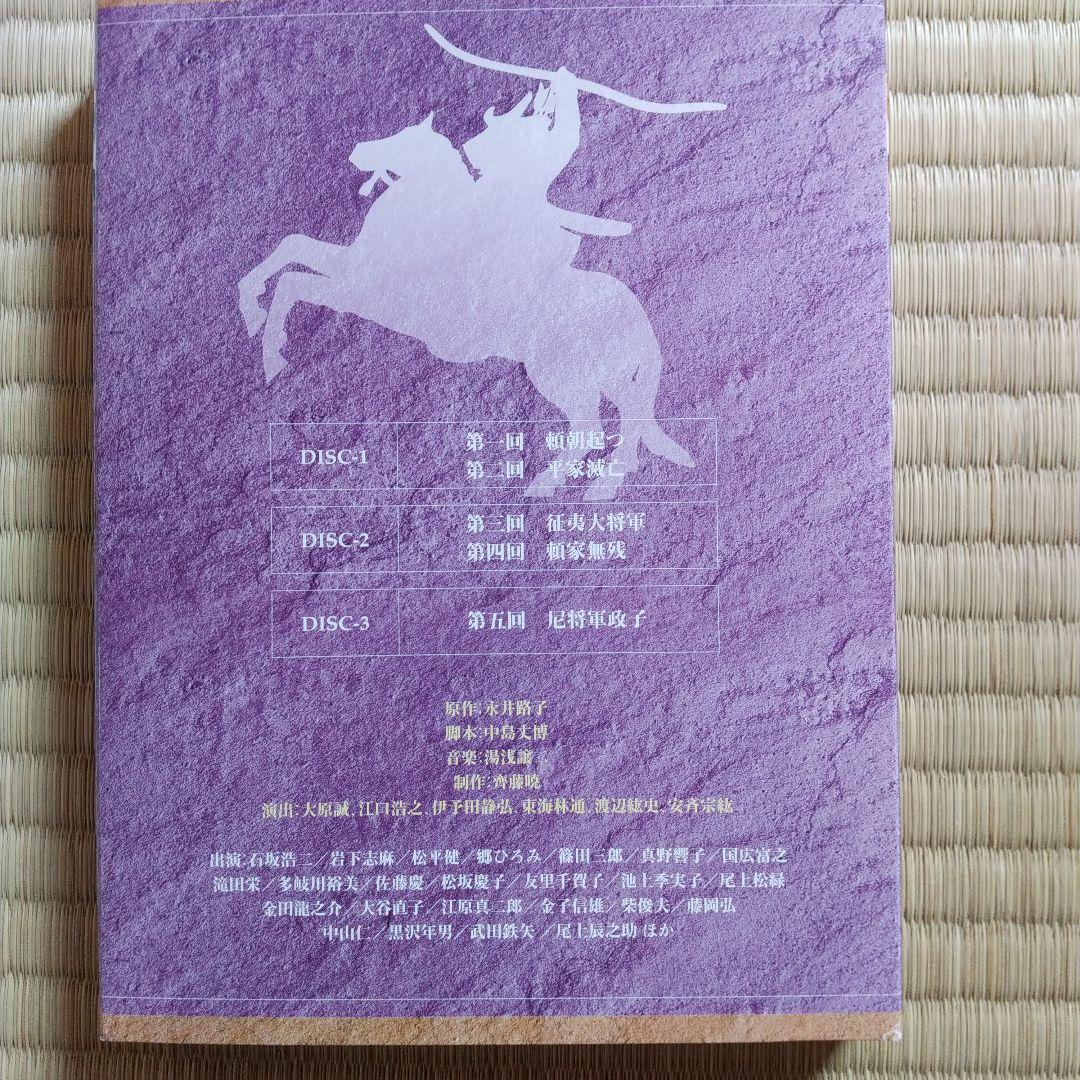 DISC-1
第一回 頼朝起つ
第二回 平家滅亡
DISC-2
第三回 征夷大将軍
第四回 頼家無残
DISC-3
第五回 尼将軍政子
原作:永井路子
脚本:中島丈博
音楽:湯浅譲二
制作:齊藤暁
演出:大原誠、江口浩之、伊予田静弘、東海林通、渡辺紘史、安斉宗紘
出演:石坂浩二/岩下志麻/松平健/郷ひろみ/篠田三郎/真野響子/国広富之
滝田栄/多岐川裕美/佐藤慶/松坂慶子/友里千賀子/池上季実子/尾上松緑
金田龍之介/大谷直子/江原真二郎/金子信雄/柴俊夫/藤岡弘
中山仁/黒沢年男/武田鉄矢/尾上辰之助 ほか